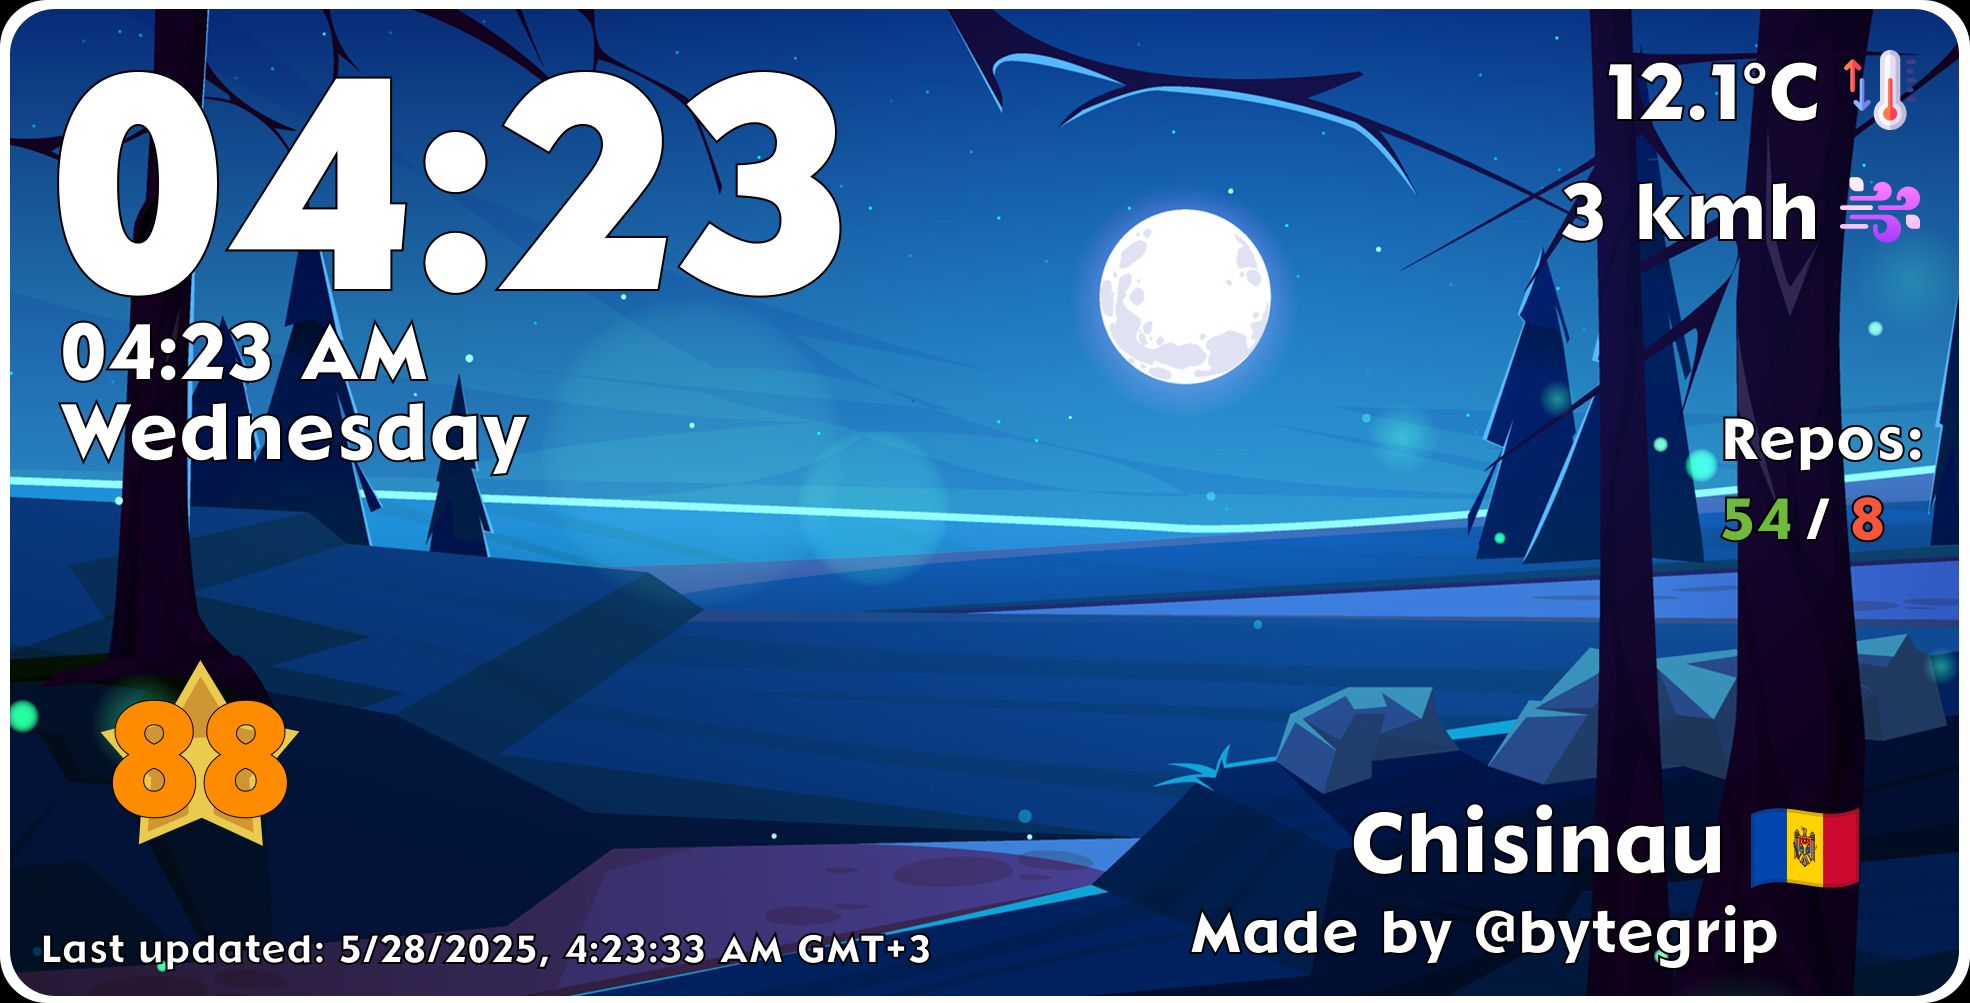 04:23
04:23 AM
Wednesday
12.1°C
3 kmh
Repos:
54 / 8
88
Chisinau
Made by @bytegrip
Last updated: 5/28/2025, 4:23:33 AM GMT+3